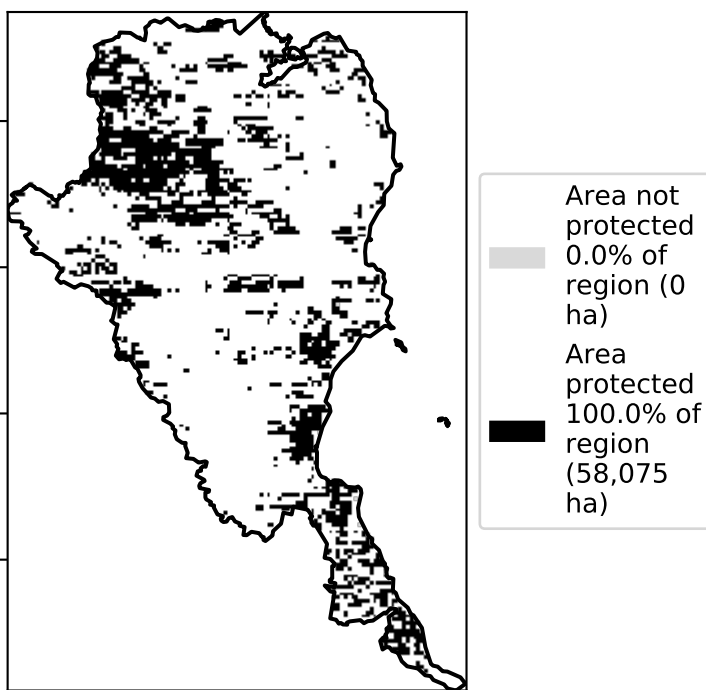 Area not
protected
0.0% of
region (0
ha)
Area
protected
100.0% of
region
(58,075
ha)